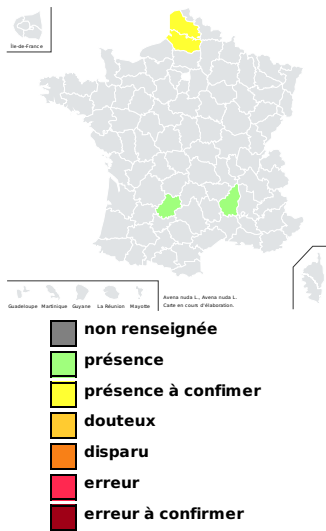 Île-de-France
Guadeloupe Martinique Guyane La Réunion Mayotte
Avena nuda L., Avena nuda L.
Carte en cours d'élaboration.
non renseignée
présence
présence à confimer
douteux
disparu
erreur
erreur à confirmer